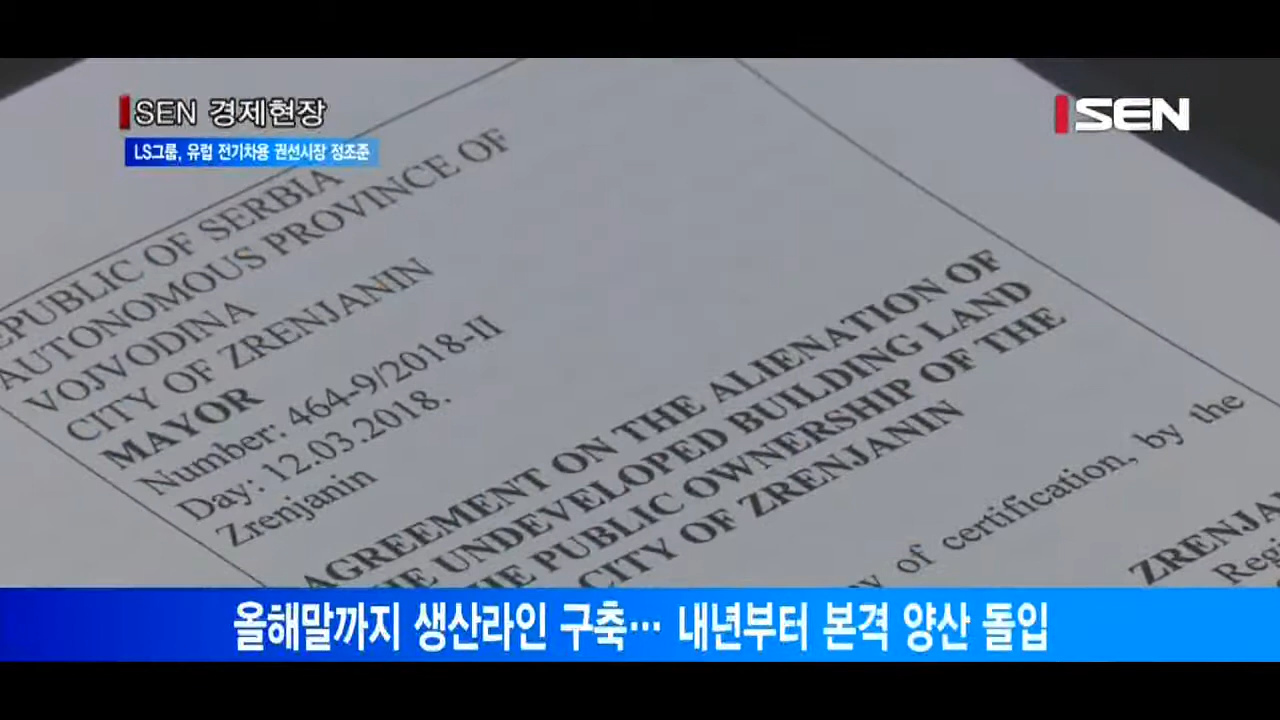 SEN 경제현장
SEN
LS그룹, 유럽 전기차용 권선시장 정조준
EPUBLIC OF SERBIA
AUTONOMOUS PROVINCE OF
VOJVODINA
CITY OF ZRENJANIN
MAYOR
Number: 464-9/2018-II
Day: 12.03.2018.
Zrenjanin
AGREEMENT ON THE ALIENATION OF
HE UNDEVELOPED BUILDING LAND
HE PUBLIC OWNERSHIP OF THE
CITY OF ZRENJANIN
y of certification, by the
ZRENJA
Regi
올해말까지 생산라인 구축… 내년부터 본격 양산 돌입